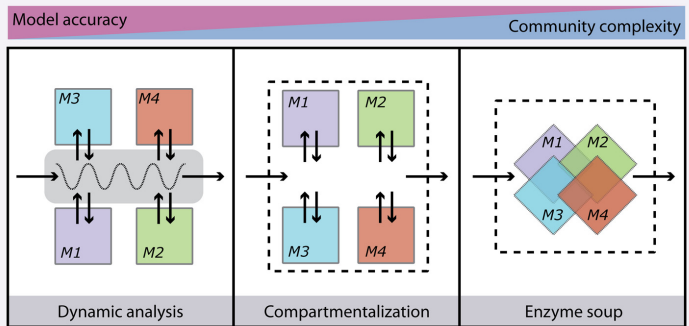 Model accuracy
Community complexity
M3
M4
M1
M2
M1
M2
M3
M4
M1
M2
M3
M4
Dynamic analysis
Compartmentalization
Enzyme soup